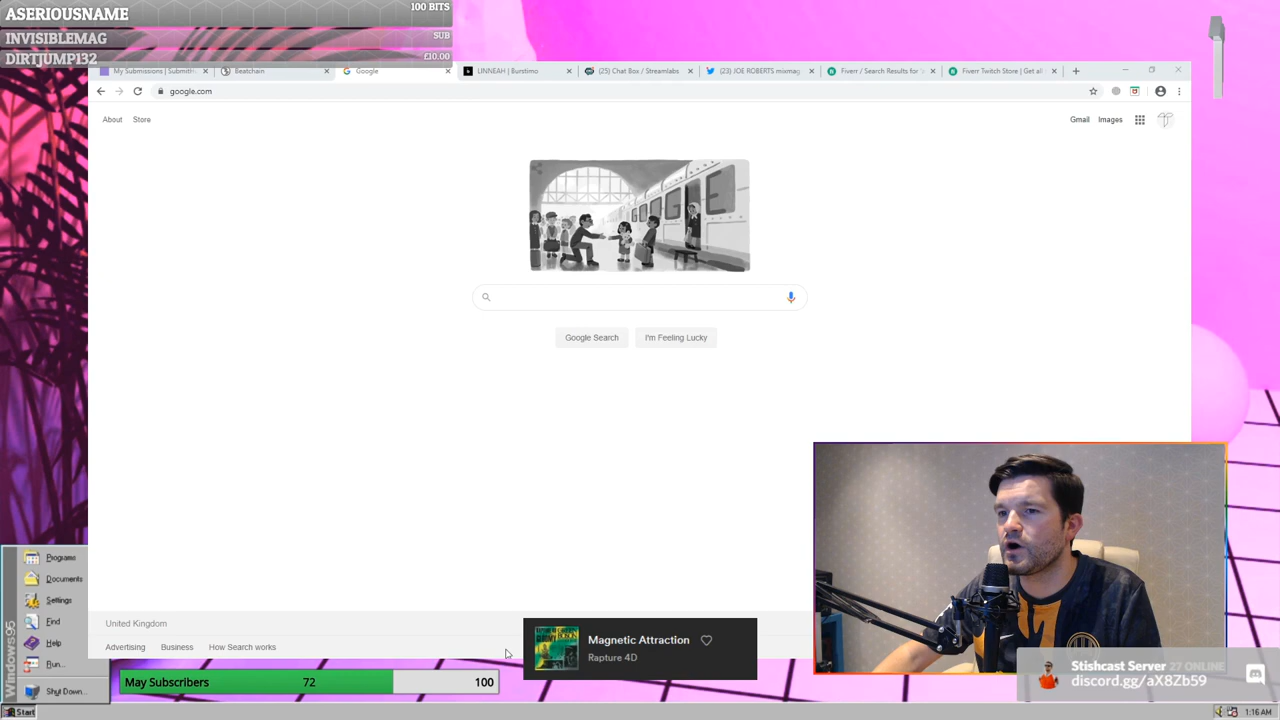 ASERIOUSNAME 100 BITS
INVISIBLEMAG SUB
DIRTJUMP132 £10.00
My Submissions | SubmitH
Beatchain
Google
LINNEAH | Burstimo
(25) Chat Box / Streamlabs
(23) JOE ROBERTS mixmag
Fiverr / Search Results for '
Fiverr Twitch Store | Get all
google.com
About Store Gmail Images
Google Search I'm Feeling Lucky
United Kingdom
Advertising Business How Search works
Magnetic Attraction
Rapture 4D
Windows95
Programs
Documents
Settings
Find
Help
Run...
Shut Down...
May Subscribers 72 100
Stishcast Server 27 ONLINE
discord.gg/aX8Zb59
Start 1:16 AM